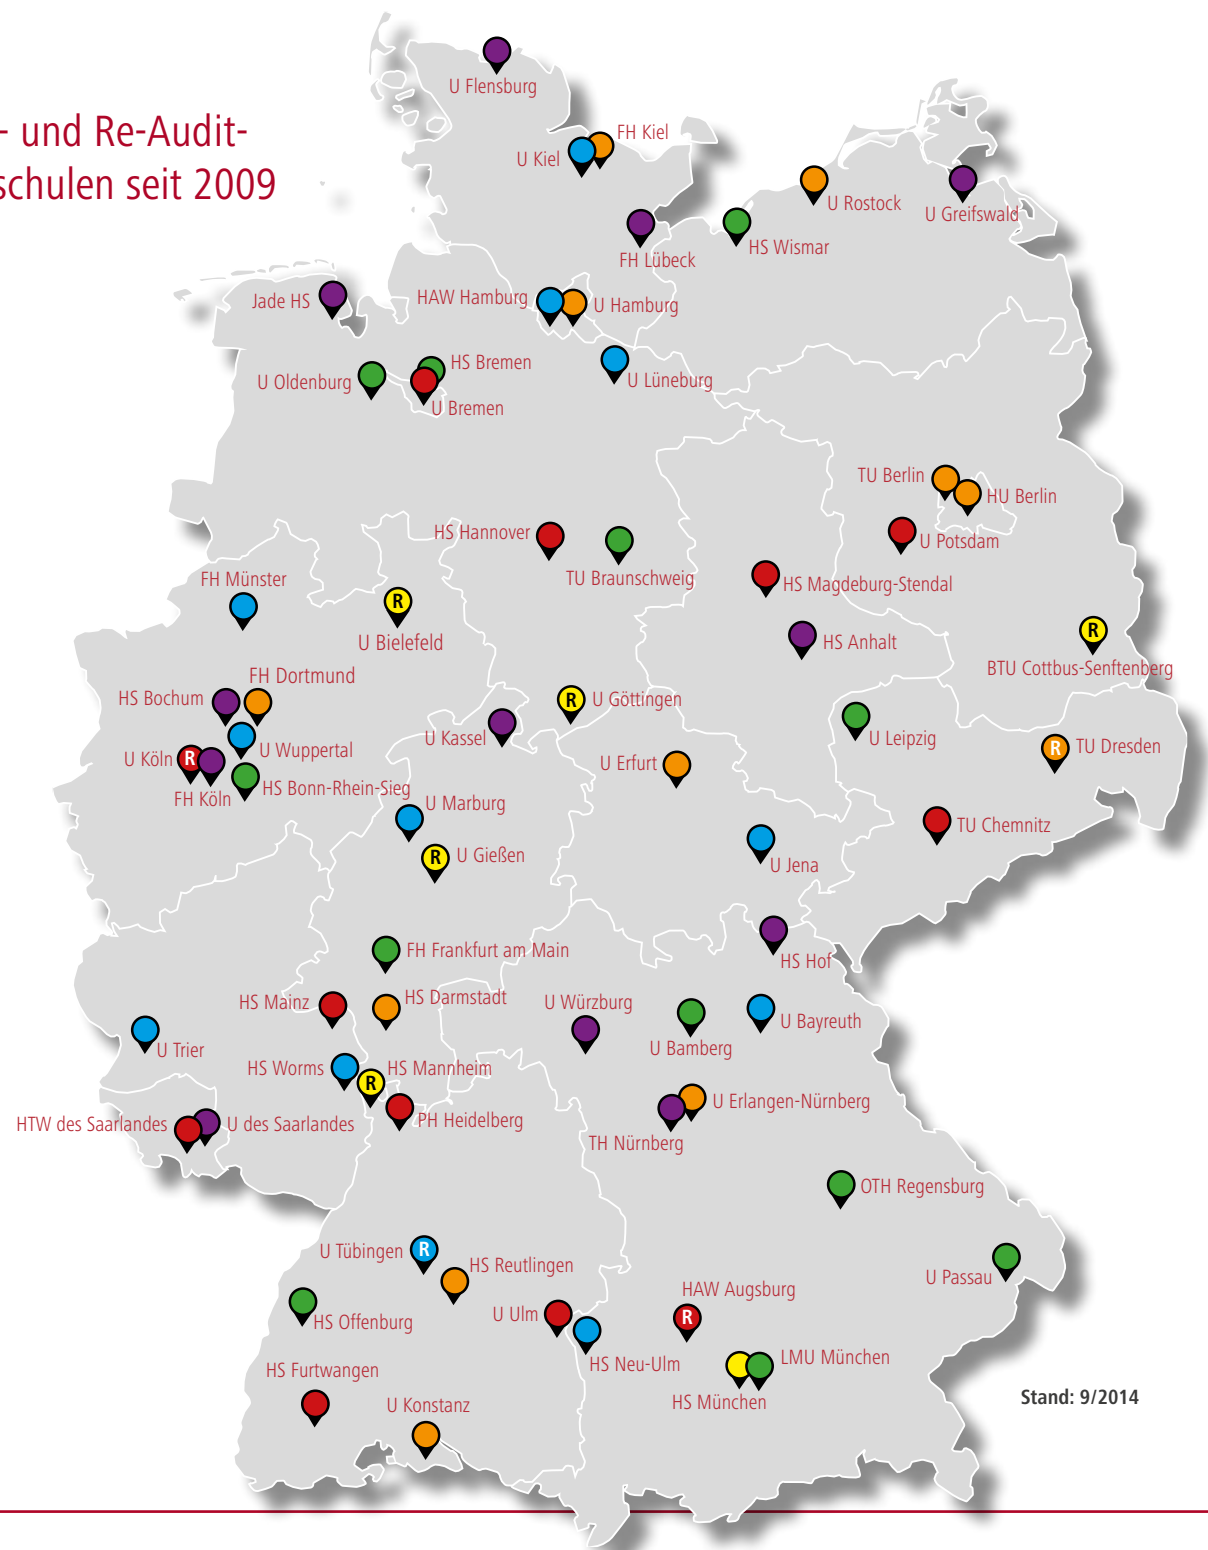 - und Re-Audit-
schulen seit 2009
U Flensburg
FH Kiel
U Kiel
U Rostock
U Greifswald
FH Lübeck
HS Wismar
Jade HS
HAW Hamburg
U Hamburg
HS Bremen
U Oldenburg
U Lüneburg
U Bremen
TU Berlin
HU Berlin
HS Hannover
U Potsdam
TU Braunschweig
HS Magdeburg-Stendal
FH Münster
R
U Bielefeld
HS Anhalt
R
BTU Cottbus-Senftenberg
FH Dortmund
HS Bochum
R
U Göttingen
U Kassel
U Leipzig
R
TU Dresden
U Wuppertal
U Köln
R
U Erfurt
HS Bonn-Rhein-Sieg
FH Köln
U Marburg
TU Chemnitz
R
U Gießen
U Jena
FH Frankfurt am Main
HS Hof
HS Mainz
HS Darmstadt
U Würzburg
U Bayreuth
U Trier
U Bamberg
HS Worms
HS Mannheim
R
U Erlangen-Nürnberg
HTW des Saarlandes
U des Saarlandes
PH Heidelberg
TH Nürnberg
OTH Regensburg
U Tübingen
R
HS Reutlingen
U Passau
HAW Augsburg
R
U Ulm
HS Offenburg
HS Neu-Ulm
LMU München
HS Furtwangen
HS München
U Konstanz
Stand: 9/2014